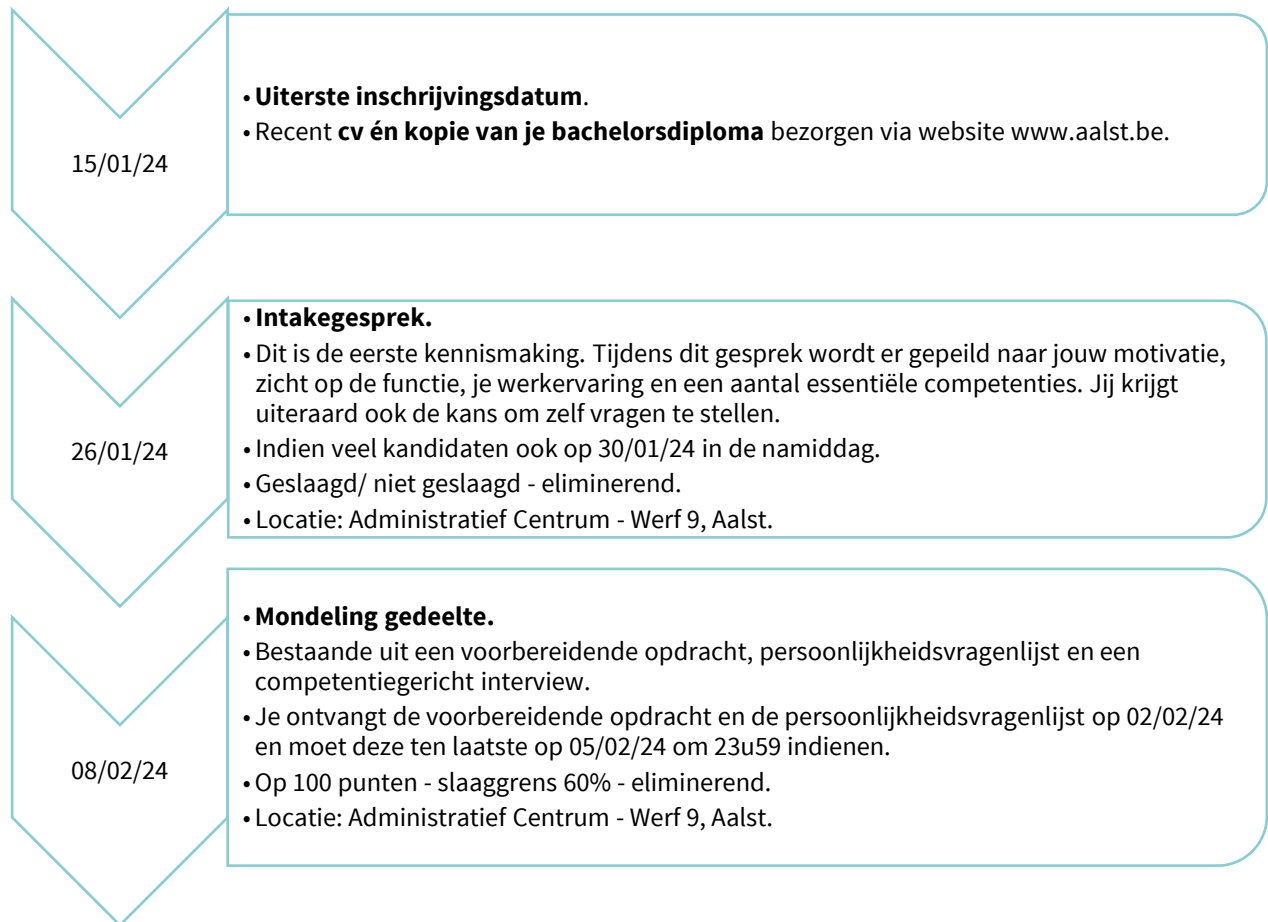 15/01/24
• Uiterste inschrijvingsdatum.
• Recent cv én kopie van je bachelorsdiploma bezorgen via website www.aalst.be.
26/01/24
• Intakegesprek.
• Dit is de eerste kennismaking. Tijdens dit gesprek wordt er gepeild naar jouw motivatie,
zicht op de functie, je werkervaring en een aantal essentiële competenties. Jij krijgt
uiteraard ook de kans om zelf vragen te stellen.
• Indien veel kandidaten ook op 30/01/24 in de namiddag.
• Geslaagd/ niet geslaagd - eliminerend.
• Locatie: Administratief Centrum - Werf 9, Aalst.
08/02/24
• Mondeling gedeelte.
• Bestaande uit een voorbereidende opdracht, persoonlijkheidsvragenlijst en een
competentiegericht interview.
• Je ontvangt de voorbereidende opdracht en de persoonlijkheidsvragenlijst op 02/02/24
en moet deze ten laatste op 05/02/24 om 23u59 indienen.
• Op 100 punten - slaaggrens 60% - eliminerend.
• Locatie: Administratief Centrum - Werf 9, Aalst.